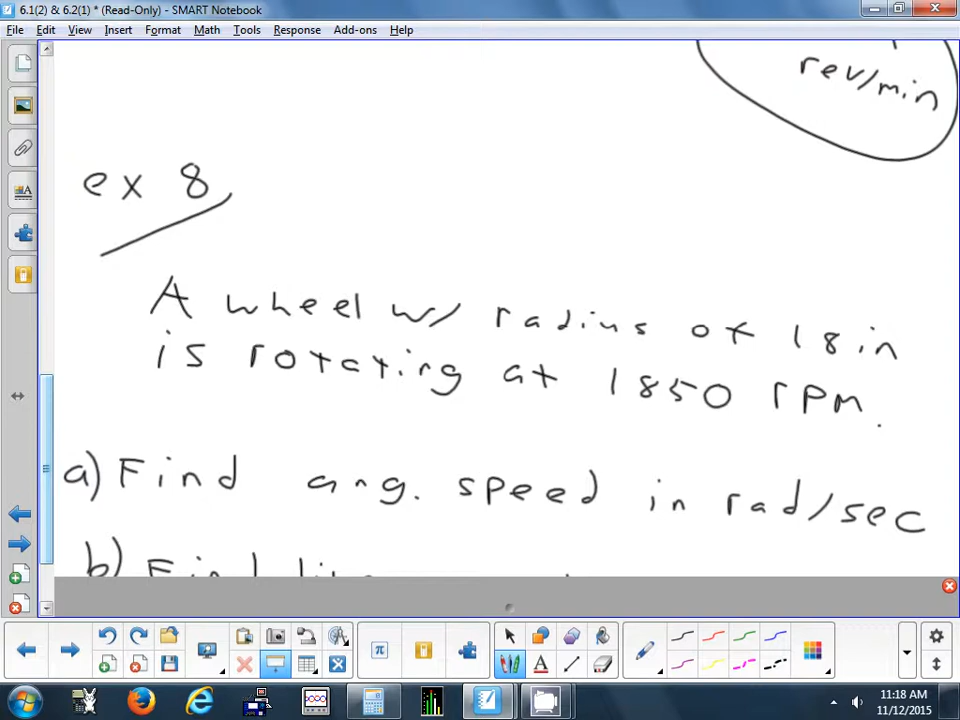 6.1(2) & 6.2(1) * (Read-Only) - SMART Notebook
File Edit View Insert Format Math Tools Response Add-ons Help
rev/min
ex 8
A wheel w/ radius of 18 in
is rotating at 1850 rpm.
a) Find ang. speed in rad/sec
b) Find
11:18 AM
11/12/2015